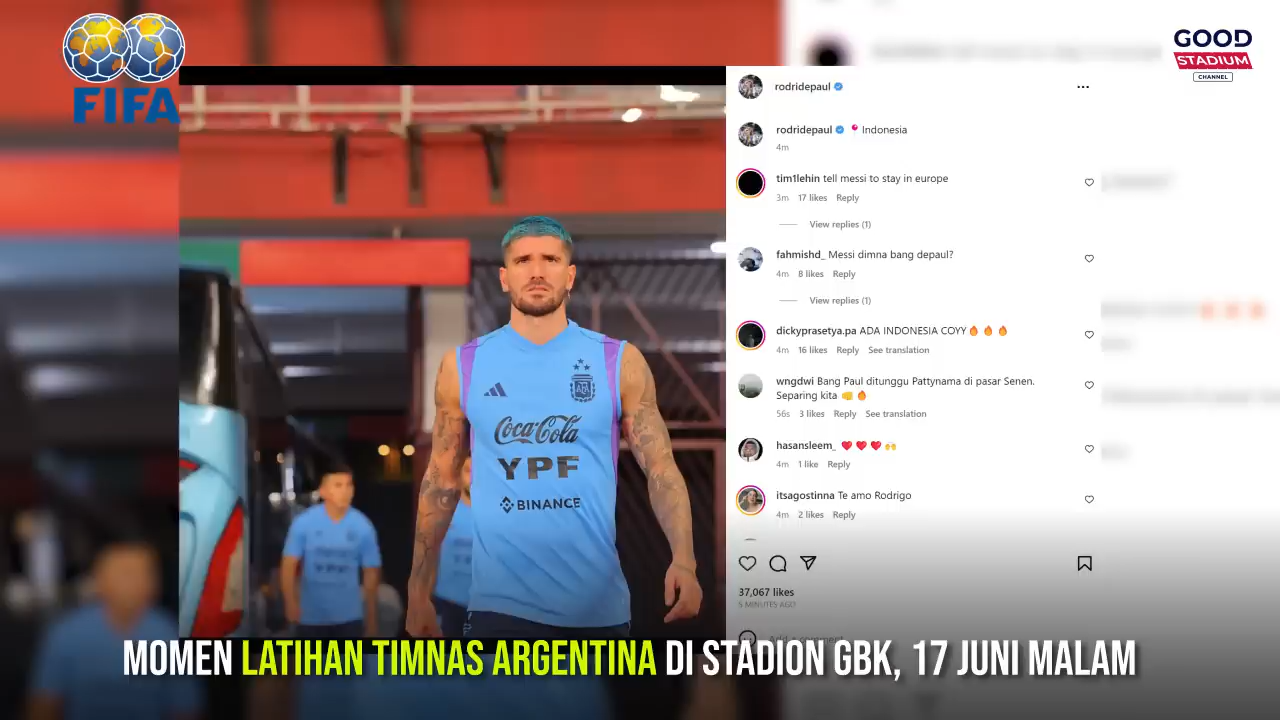 FIFA
GOOD
STADIUM
CHANNEL
rodridepaul
rodridepaul Indonesia
4m
tim1lehin tell messi to stay in europe
3m 17 likes Reply
View replies (1)
fahmishd_ Messi dimna bang depaul?
4m 8 likes Reply
View replies (1)
dickyprasetya.pa ADA INDONESIA COYY🔥🔥🔥
4m 16 likes Reply See translation
wngdwi Bang Paul ditunggu Pattynama di pasar Senen.
Separing kita 👊🔥
56s 3 likes Reply See translation
hasansleem_ ❤️❤️❤️🙌
4m 1 like Reply
itsagostinna Te amo Rodrigo
4m 2 likes Reply
37,067 likes
5 MINUTES AGO
Add a comment
AFA
Coca-Cola
YPF
BINANCE
MOMEN LATIHAN TIMNAS ARGENTINA DI STADION GBK, 17 JUNI MALAM